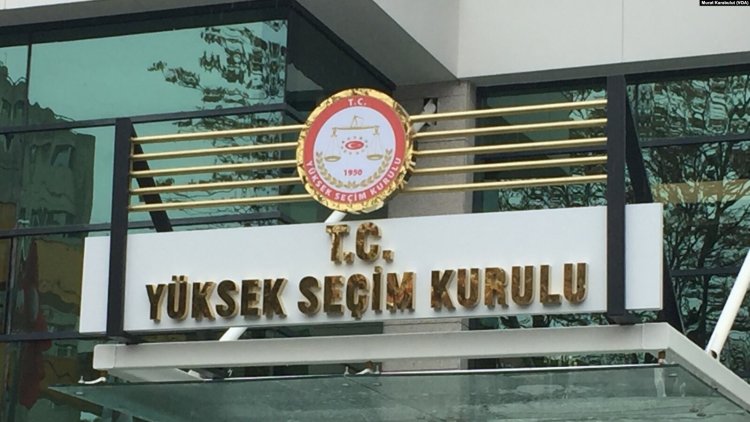 Murat Karabulut (VOA)
T.C.
YÜKSEK SEÇİM KURULU
1950
T.C.
YÜKSEK SEÇİM KURULU